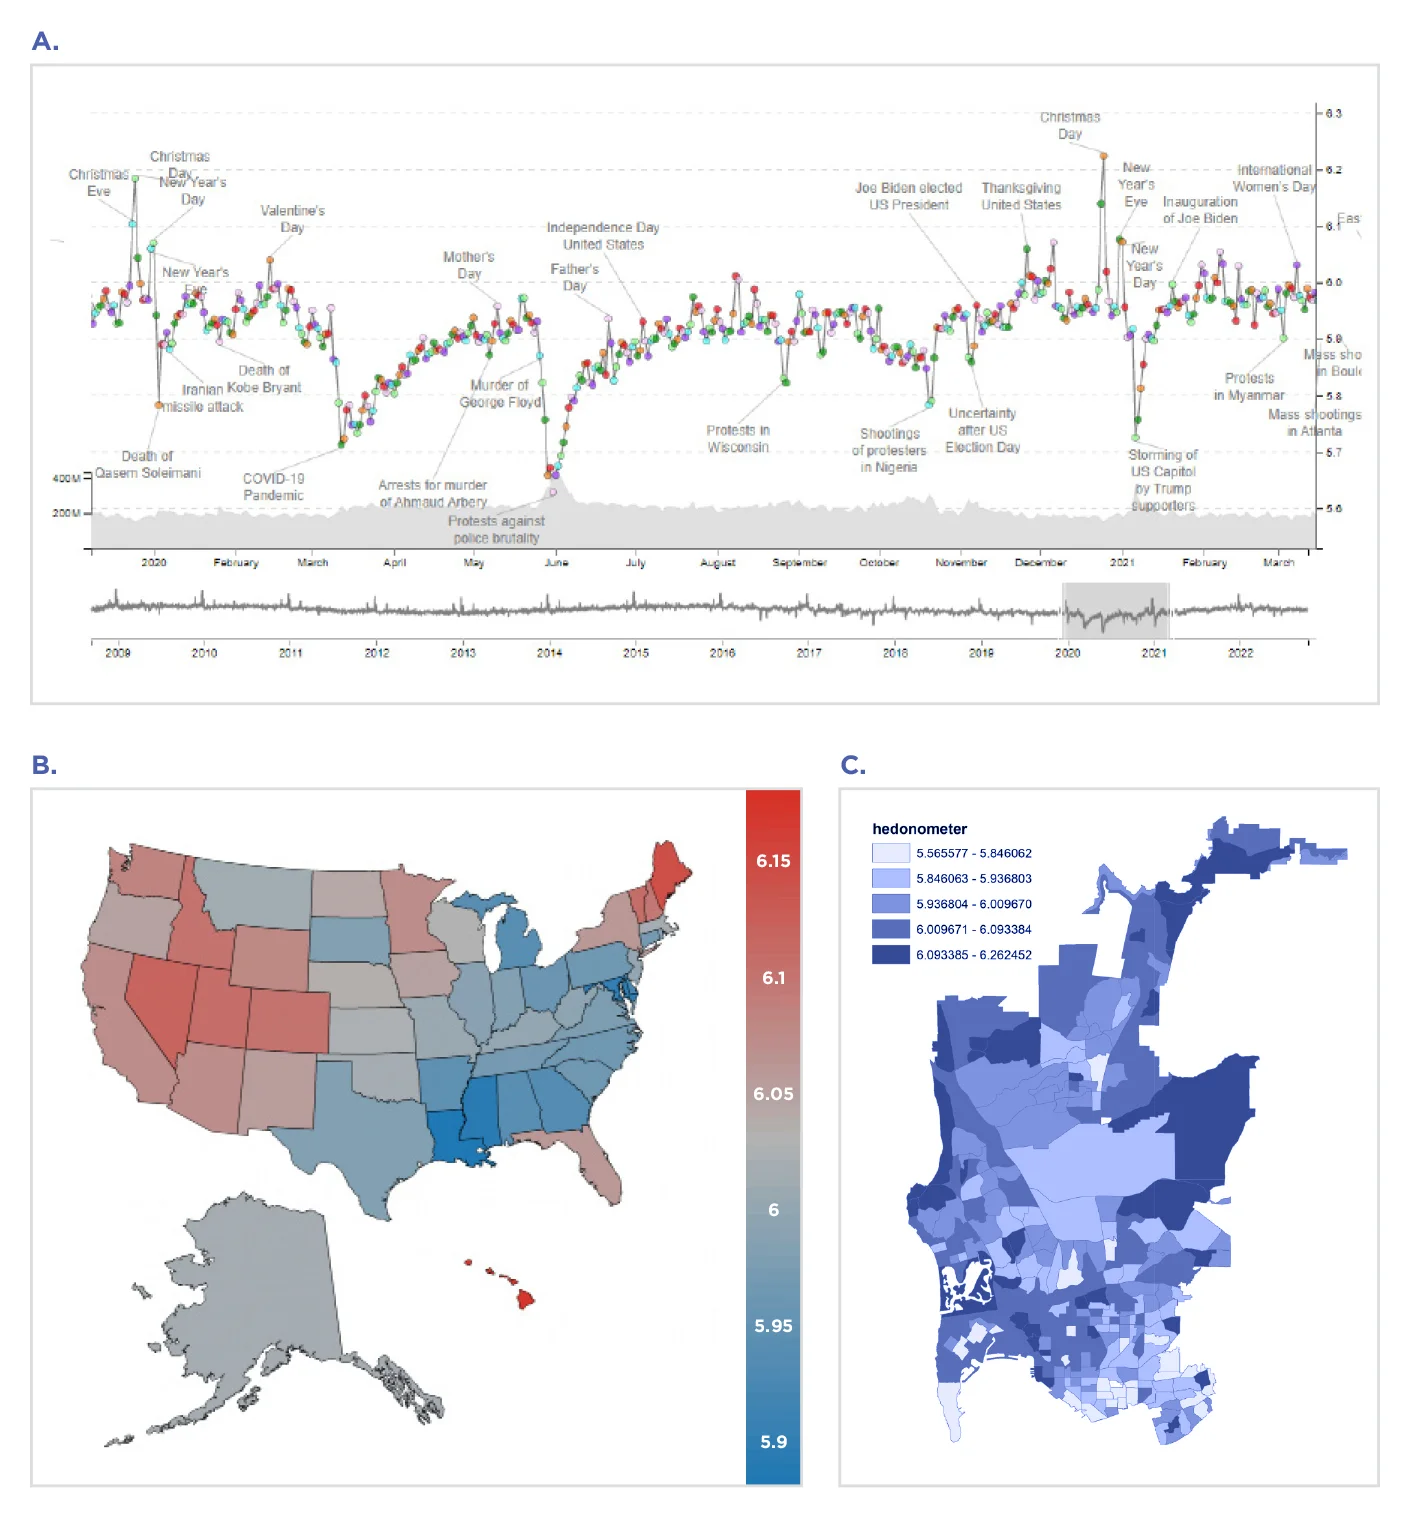 A.
Christmas
Day
6.3
Christmas
Day
Christmas
Eve
New Year's
Day
6.2
New
Year's
Eve
International
Women's Day
Joe Biden elected
US President
Thanksgiving
United States
Inauguration
of Joe Biden
Valentine's
Day
6.1
Independence Day
United States
New
Year's
Day
Mother's
Day
Father's
Day
New Year's
Eve
6.0
5.9
Mass sho
in Boul
Death of
Kobe Bryant
Iranian
missile attack
Murder of
George Floyd
Protests
in Myanmar
5.8
Mass shootings
in Atlanta
Protests in
Wisconsin
Shootings
of protesters
in Nigeria
Uncertainty
after US
Election Day
Death of
Qasem Soleimani
5.7
Storming of
US Capitol
by Trump
supporters
COVID-19
Pandemic
Arrests for murder
of Ahmaud Arbery
400M
200M
5.6
Protests against
police brutality
2020 February March April May June July August September October November December 2021 February March
2009 2010 2011 2012 2013 2014 2015 2016 2017 2018 2019 2020 2021 2022
B.
6.15
6.1
6.05
6
5.95
5.9
C.
hedonometer
5.565577 - 5.846062
5.846063 - 5.936803
5.936804 - 6.009670
6.009671 - 6.093384
6.093385 - 6.262452